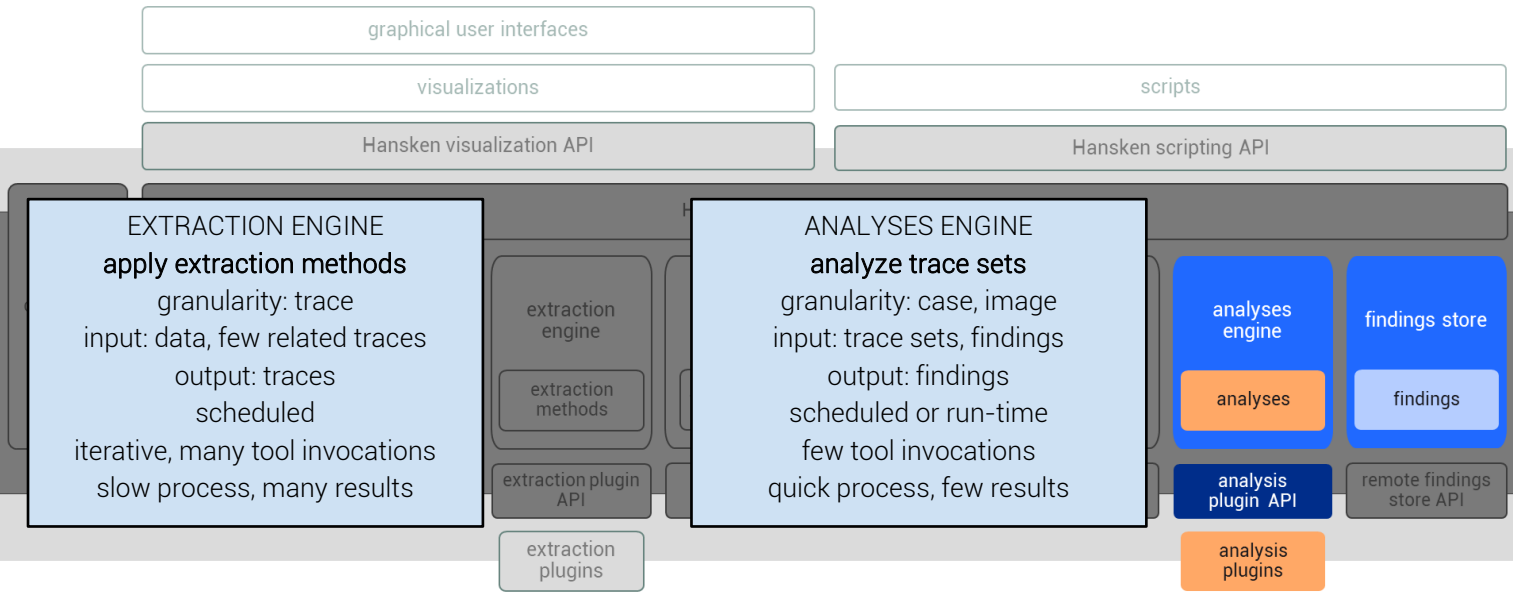 graphical user interfaces
visualizations
scripts
Hansken visualization API
Hansken scripting API
EXTRACTION ENGINE
apply extraction methods
granularity: trace
input: data, few related traces
output: traces
scheduled
iterative, many tool invocations
slow process, many results
extraction
engine
extraction
methods
extraction plugin
API
extraction
plugins
ANALYSES ENGINE
analyze trace sets
granularity: case, image
input: trace sets, findings
output: findings
scheduled or run-time
few tool invocations
quick process, few results
analyses
engine
analyses
analysis
plugin API
analysis
plugins
findings store
findings
remote findings
store API